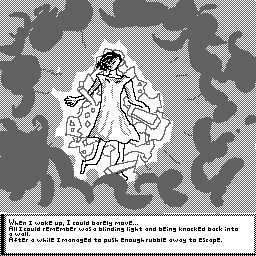 When I woke up, I could barely move...
All I could remember was a blinding light and being knocked back into
a wall.
After a while I managed to push enough rubble away to escape.